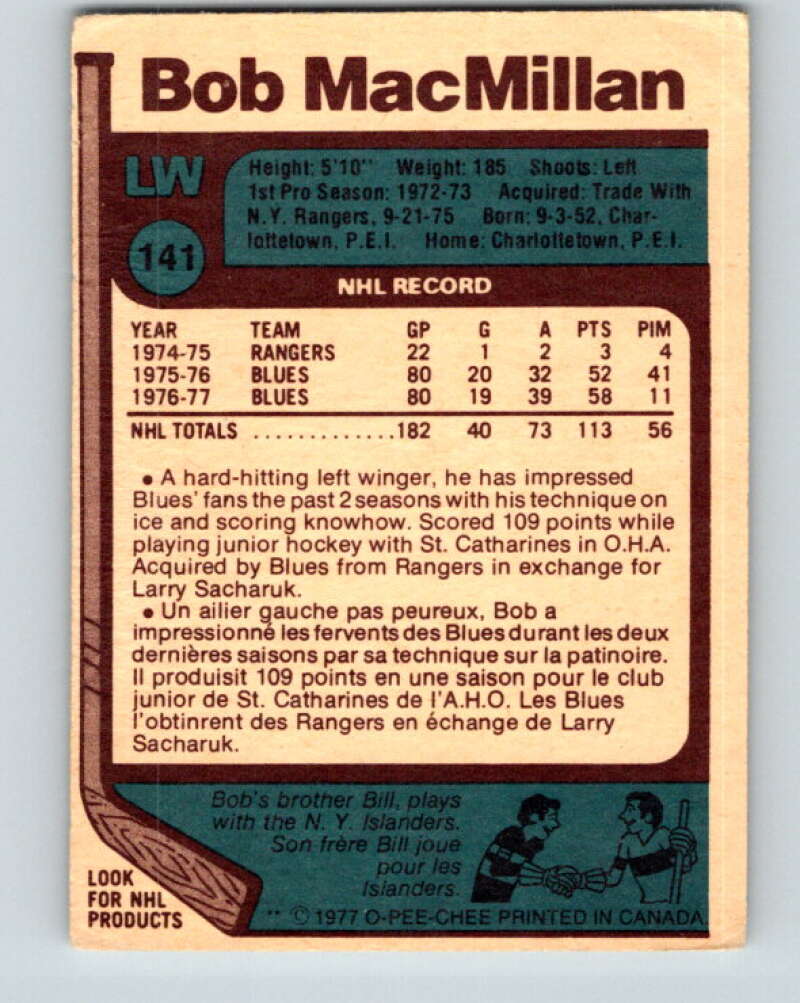 Bob MacMillan
LW
Height: 5'10" Weight: 185 Shoots: Left
1st Pro Season: 1972-73 Acquired: Trade With
N.Y. Rangers, 9-21-75 Born: 9-3-52, Char-
lottetown, P.E.I. Home: Charlottetown, P.E.I.
141
NHL RECORD
YEAR TEAM GP G A PTS PIM
1974-75 RANGERS 22 1 2 3 4
1975-76 BLUES 80 20 32 52 41
1976-77 BLUES 80 19 39 58 11
NHL TOTALS .............182 40 73 113 56
• A hard-hitting left winger, he has impressed
Blues' fans the past 2 seasons with his technique on
ice and scoring knowhow. Scored 109 points while
playing junior hockey with St. Catharines in O.H.A.
Acquired by Blues from Rangers in exchange for
Larry Sacharuk.
• Un ailier gauche pas peureux, Bob a
impressionné les fervents des Blues durant les deux
dernières saisons par sa technique sur la patinoire.
Il produisit 109 points en une saison pour le club
junior de St. Catharines de l'A.H.O. Les Blues
l'obtinrent des Rangers en échange de Larry
Sacharuk.
Bob's brother Bill, plays
with the N. Y. Islanders.
Son frère Bill joue
pour les
Islanders.
LOOK
FOR NHL
PRODUCTS
** © 1977 O-PEE-CHEE PRINTED IN CANADA